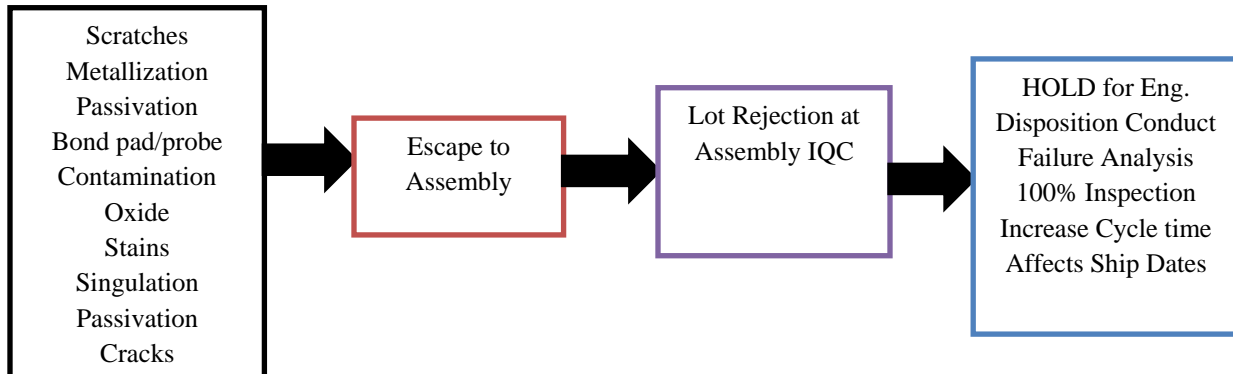 Scratches
Metallization
Passivation
Bond pad/probe
Contamination
Oxide
Stains
Singulation
Passivation
Cracks
Escape to
Assembly
Lot Rejection at
Assembly IQC
HOLD for Eng.
Disposition Conduct
Failure Analysis
100% Inspection
Increase Cycle time
Affects Ship Dates